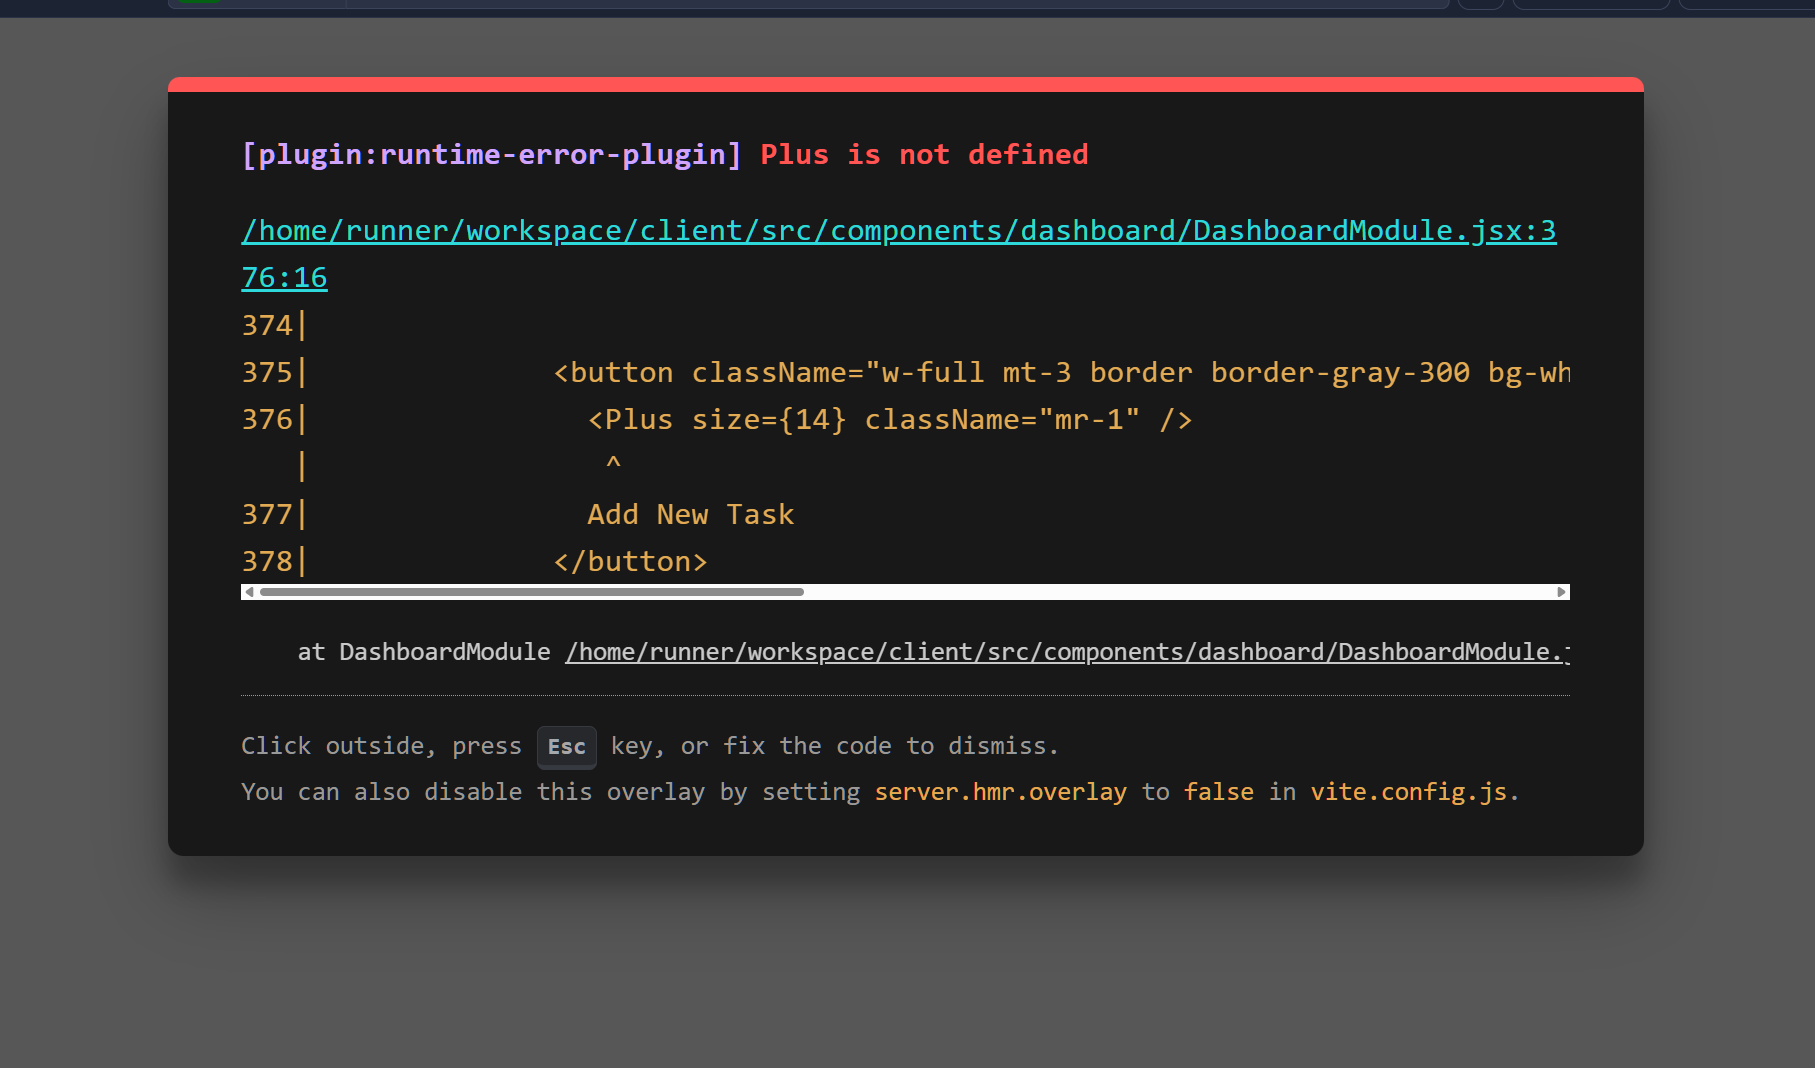 [plugin:runtime-error-plugin] Plus is not defined
/home/runner/workspace/client/src/components/dashboard/DashboardModule.jsx:3
76:16
374|
375|              <button className="w-full mt-3 border border-gray-300 bg-wh
376|                <Plus size={14} className="mr-1" />
   |                 ^
377|                Add New Task
378|              </button>
at DashboardModule /home/runner/workspace/client/src/components/dashboard/DashboardModule.j
Click outside, press Esc key, or fix the code to dismiss.
You can also disable this overlay by setting server.hmr.overlay to false in vite.config.js.